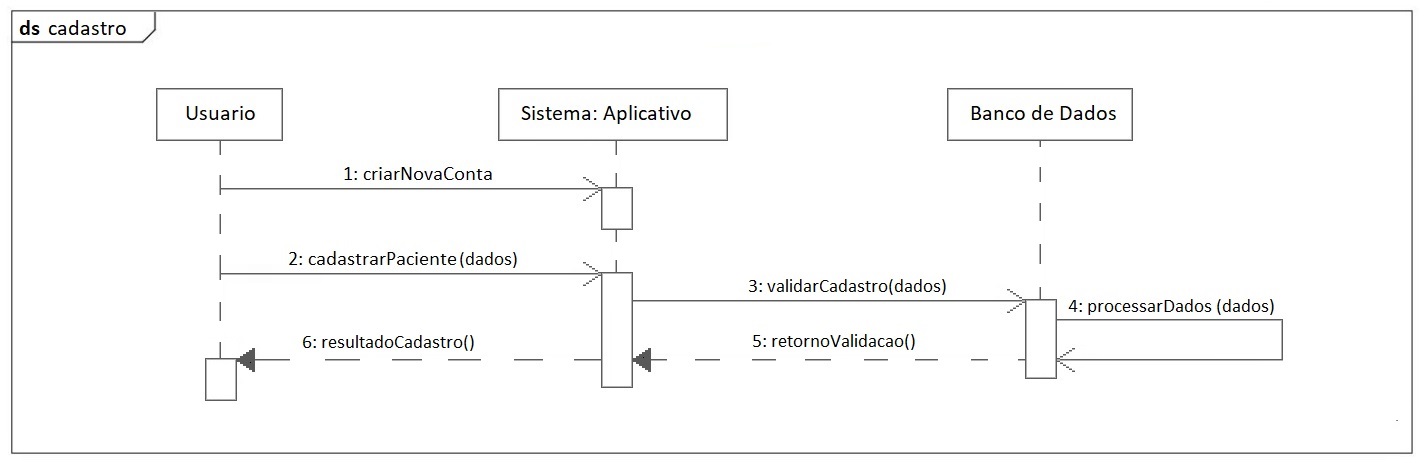 ds cadastro
Usuario
Sistema: Aplicativo
Banco de Dados
1: criarNovaConta
2: cadastrarPaciente (dados)
3: validarCadastro(dados)
4: processarDados (dados)
6: resultadoCadastro()
5: retornoValidacao()